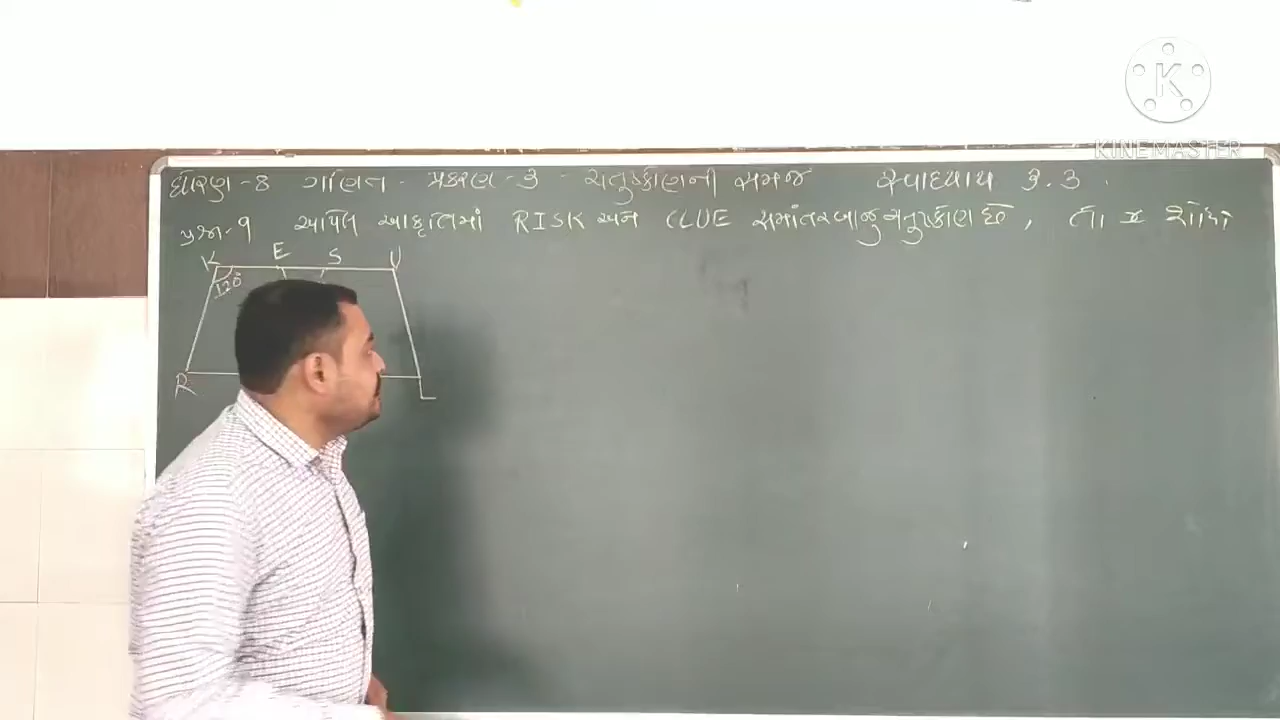 K
KINEMASTER
ધોરણ-8 ગણિત - પ્રકરણ-3 - ચતુષ્કોણની સમજ સ્વાધ્યાય 3.3.
પ્રશ્ન-9 આપેલ આકૃતિમાં RISK અને CLUE સમાંતરબાજુ ચતુષ્કોણ છે, તો x શોધો
K E S U
120°
R L